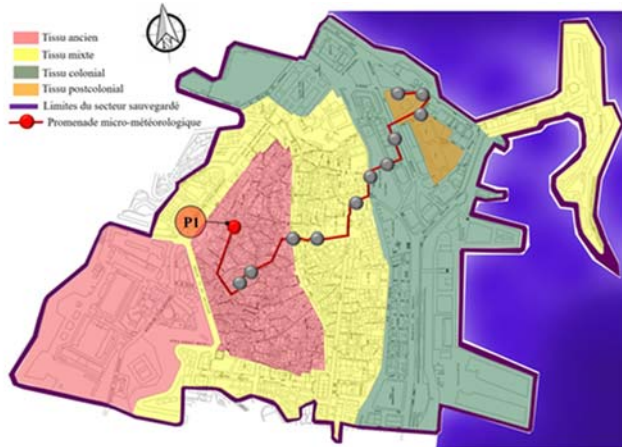 Tissu ancien
Tissu mixte
Tissu colonial
Tissu postcolonial
Limites du secteur sauvegardé
Promenade micro-météorologique
P1